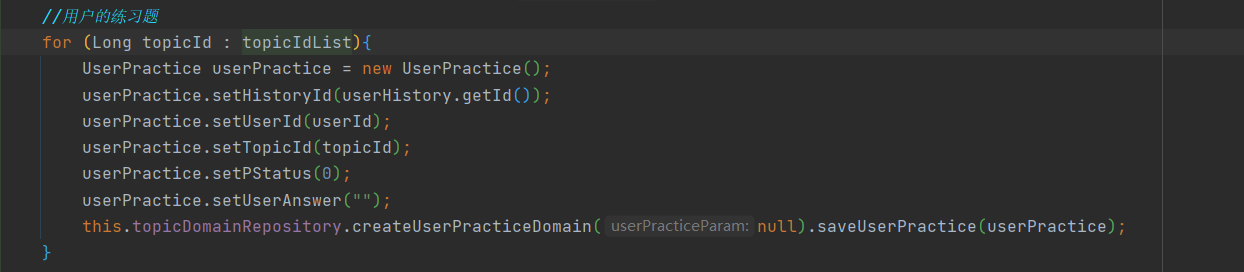 //用户的练习题
for (Long topicId : topicIdList){
UserPractice userPractice = new UserPractice();
userPractice.setHistoryId(userHistory.getId());
userPractice.setUserId(userId);
userPractice.setTopicId(topicId);
userPractice.setPStatus(0);
userPractice.setUserAnswer("");
this.topicDomainRepository.createUserPracticeDomain( userPracticeParam: null).saveUserPractice(userPractice);
}